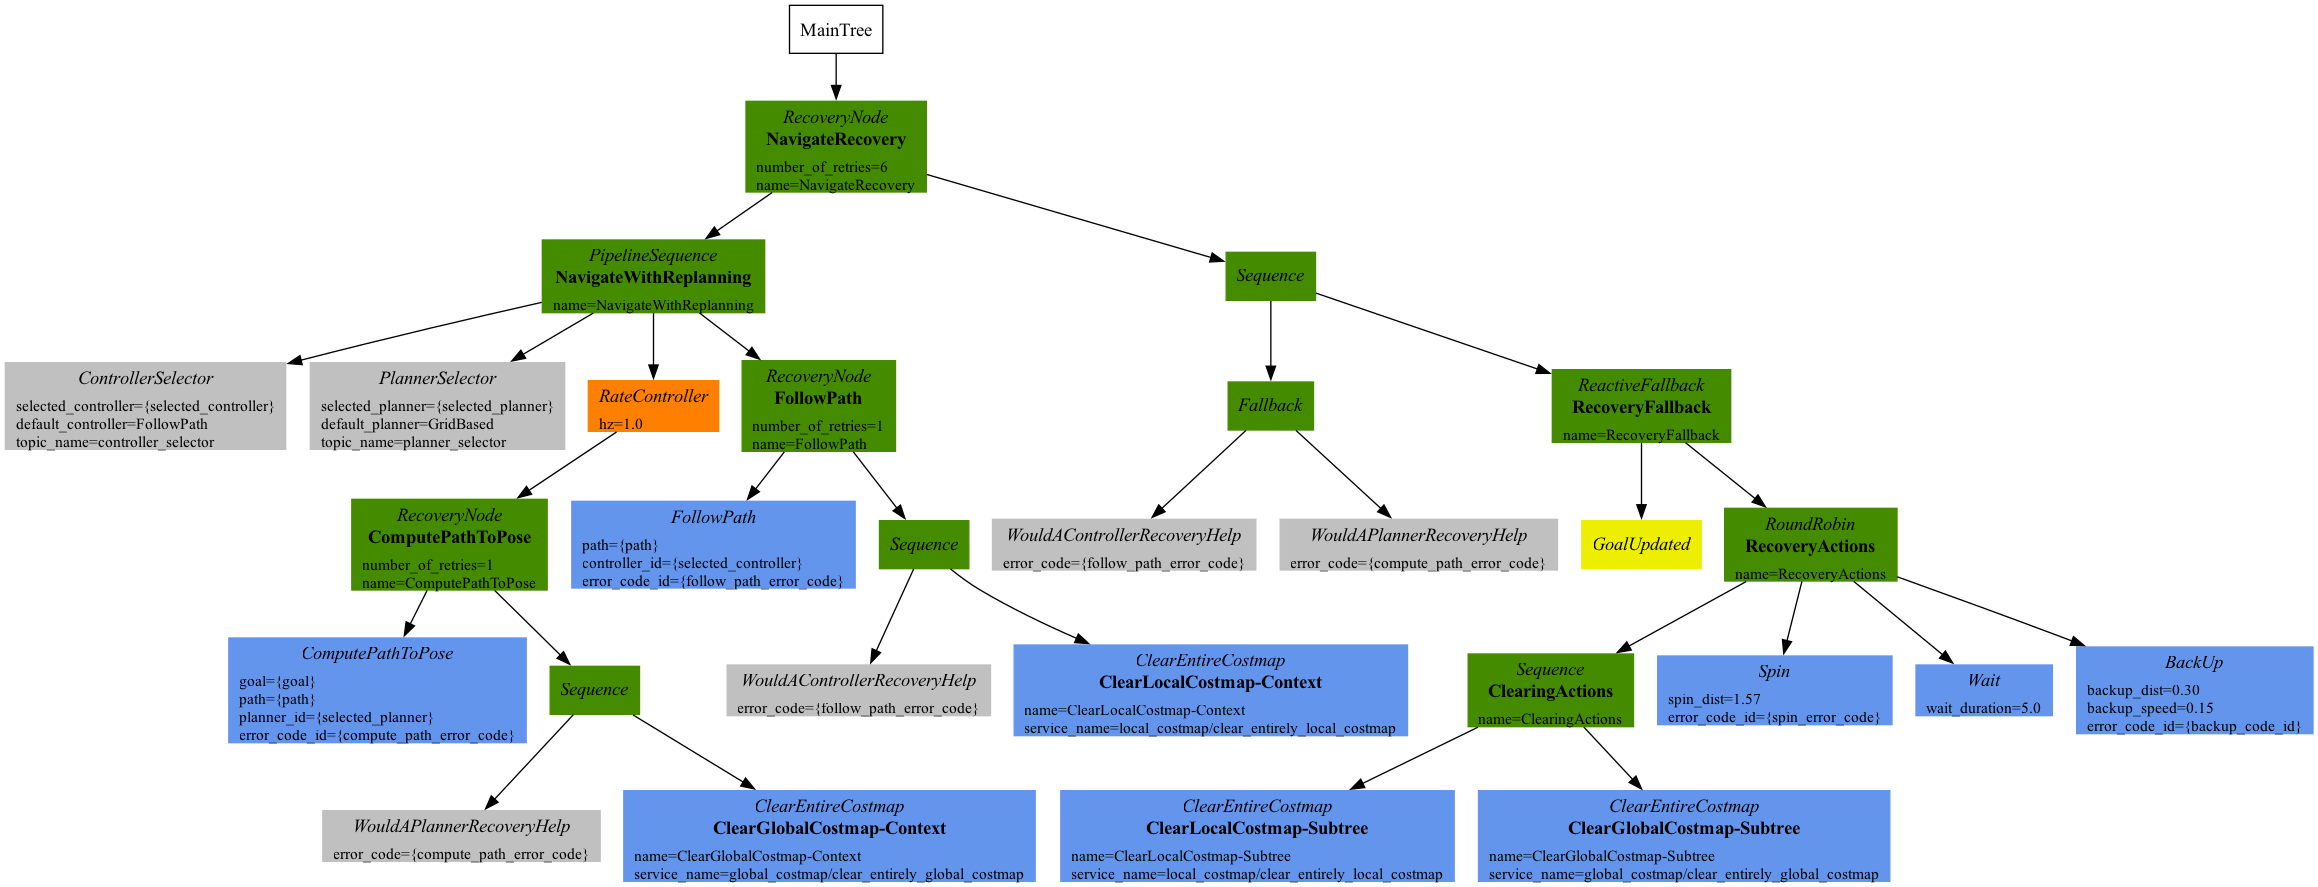 MainTree
RecoveryNode
NavigateRecovery
number_of_retries=6
name=NavigateRecovery
PipelineSequence
NavigateWithReplanning
name=NavigateWithReplanning
Sequence
ControllerSelector
selected_controller={selected_controller}
default_controller=FollowPath
topic_name=controller_selector
PlannerSelector
selected_planner={selected_planner}
default_planner=GridBased
topic_name=planner_selector
RateController
hz=1.0
RecoveryNode
FollowPath
number_of_retries=1
name=FollowPath
Fallback
ReactiveFallback
RecoveryFallback
name=RecoveryFallback
RecoveryNode
ComputePathToPose
number_of_retries=1
name=ComputePathToPose
FollowPath
path={path}
controller_id={selected_controller}
error_code_id={follow_path_error_code}
Sequence
WouldAControllerRecoveryHelp
error_code={follow_path_error_code}
WouldAPlannerRecoveryHelp
error_code={compute_path_error_code}
GoalUpdated
RoundRobin
RecoveryActions
name=RecoveryActions
ComputePathToPose
goal={goal}
path={path}
planner_id={selected_planner}
error_code_id={compute_path_error_code}
Sequence
WouldAControllerRecoveryHelp
error_code={follow_path_error_code}
ClearEntireCostmap
ClearLocalCostmap-Context
name=ClearLocalCostmap-Context
service_name=local_costmap/clear_entirely_local_costmap
Sequence
ClearingActions
name=ClearingActions
Spin
spin_dist=1.57
error_code_id={spin_error_code}
Wait
wait_duration=5.0
BackUp
backup_dist=0.30
backup_speed=0.15
error_code_id={backup_code_id}
WouldAPlannerRecoveryHelp
error_code={compute_path_error_code}
ClearEntireCostmap
ClearGlobalCostmap-Context
name=ClearGlobalCostmap-Context
service_name=global_costmap/clear_entirely_global_costmap
ClearEntireCostmap
ClearLocalCostmap-Subtree
name=ClearLocalCostmap-Subtree
service_name=local_costmap/clear_entirely_local_costmap
ClearEntireCostmap
ClearGlobalCostmap-Subtree
name=ClearGlobalCostmap-Subtree
service_name=global_costmap/clear_entirely_global_costmap